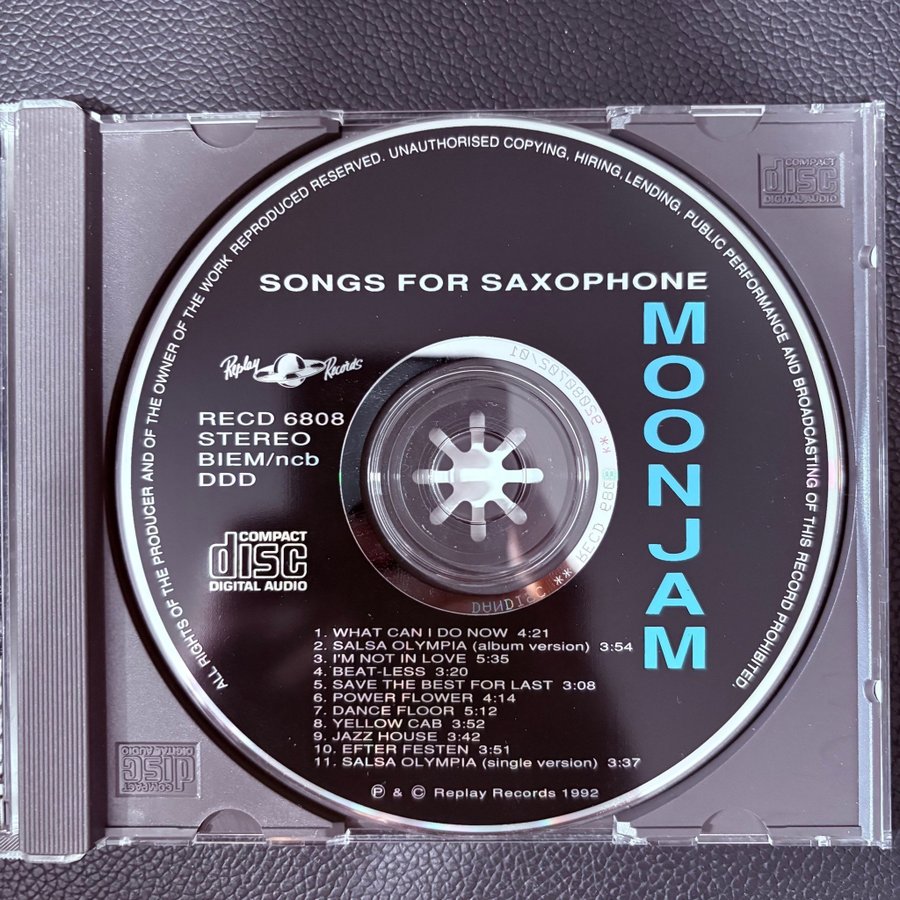 ALL RIGHTS OF THE PRODUCER AND OF THE OWNER OF THE WORK REPRODUCED RESERVED. UNAUTHORISED COPYING, HIRING, LENDING, PUBLIC PERFORMANCE AND BROADCASTING OF THIS RECORD PROHIBITED.
COMPACT
disc
DIGITAL AUDIO
SONGS FOR SAXOPHONE
MOONJAM
Replay Records
RECD 6808
STEREO
BIEM/ncb
DDD
COMPACT
disc
DIGITAL AUDIO
DANDISC ** RECD 6808 **
1. WHAT CAN I DO NOW 4:21
2. SALSA OLYMPIA (album version) 3:54
3. I'M NOT IN LOVE 5:35
4. BEAT-LESS 3:20
5. SAVE THE BEST FOR LAST 3:08
6. POWER FLOWER 4:14
7. DANCE FLOOR 5:12
8. YELLOW CAB 3:52
9. JAZZ HOUSE 3:42
10. EFTER FESTEN 3:51
11. SALSA OLYMPIA (single version) 3:37
℗ & © Replay Records 1992
COMPACT
disc
DIGITAL AUDIO